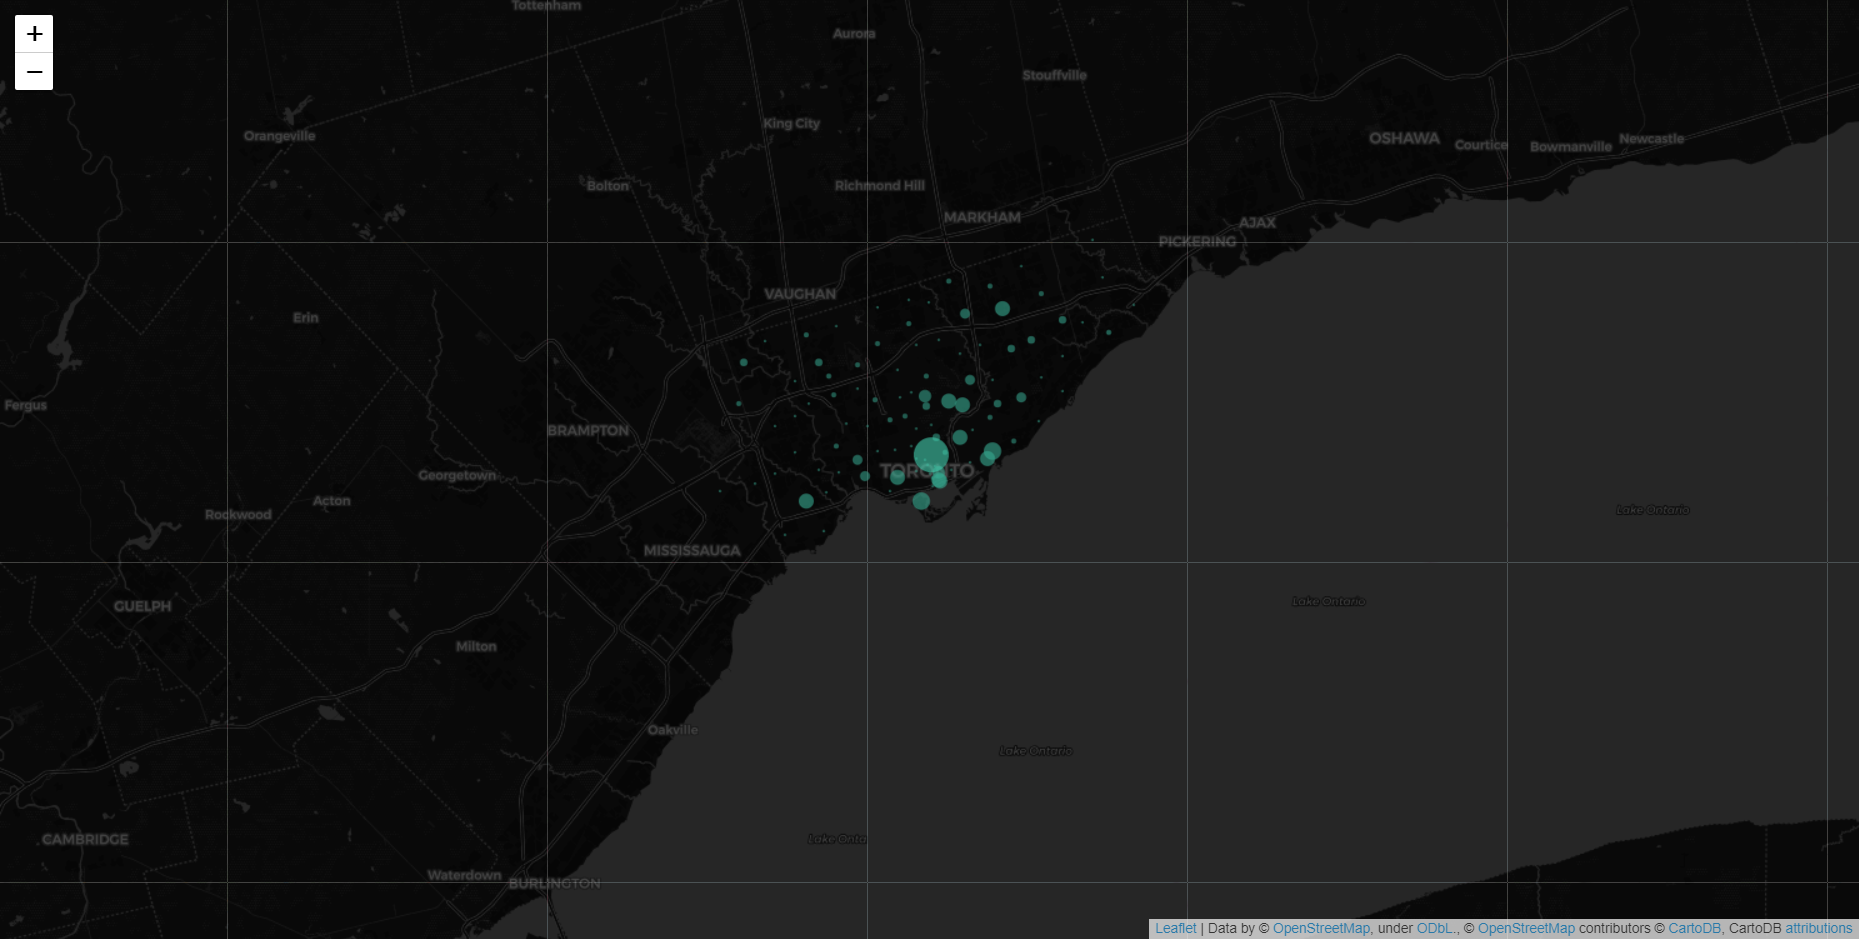 +
−
Tottenham
Aurora
Stouffville
King City
Orangeville
OSHAWA
Courtice
Bowmanville
Newcastle
Bolton
Richmond Hill
MARKHAM
AJAX
PICKERING
VAUGHAN
Erin
Fergus
BRAMPTON
TORONTO
Georgetown
Acton
Rockwood
Lake Ontario
MISSISSAUGA
Lake Ontario
GUELPH
Milton
Oakville
Lake Ontario
CAMBRIDGE
Lake Onta
Waterdown
BURLINGTON
Leaflet | Data by © OpenStreetMap, under ODbL., © OpenStreetMap contributors © CartoDB, CartoDB attributions